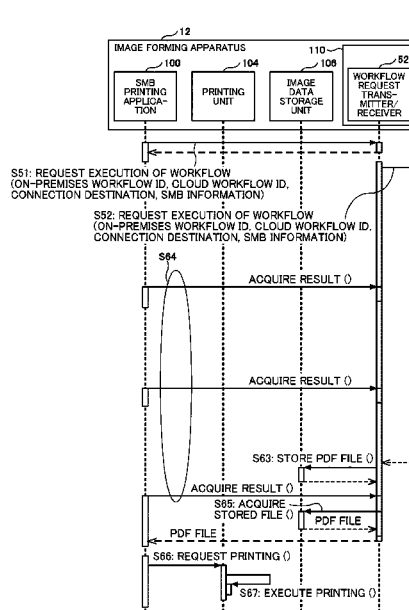 12
IMAGE FORMING APPARATUS
110
100
104
106
52
SMB
PRINTING
APPLICA-
TION
PRINTING
UNIT
IMAGE
DATA
STORAGE
UNIT
WORKFLOW
REQUEST
TRANS-
MITTER/
RECEIVER
S51: REQUEST EXECUTION OF WORKFLOW
(ON-PREMISES WORKFLOW ID, CLOUD WORKFLOW ID,
CONNECTION DESTINATION, SMB INFORMATION)
S52: REQUEST EXECUTION OF WORKFLOW
(ON-PREMISES WORKFLOW ID, CLOUD WORKFLOW ID,
CONNECTION DESTINATION, SMB INFORMATION)
S64
ACQUIRE RESULT ()
ACQUIRE RESULT ()
S63: STORE PDF FILE ()
ACQUIRE RESULT ()
S65: ACQUIRE
STORED FILE ()
PDF FILE
PDF FILE
S66: REQUEST PRINTING ()
S67: EXECUTE PRINTING ()